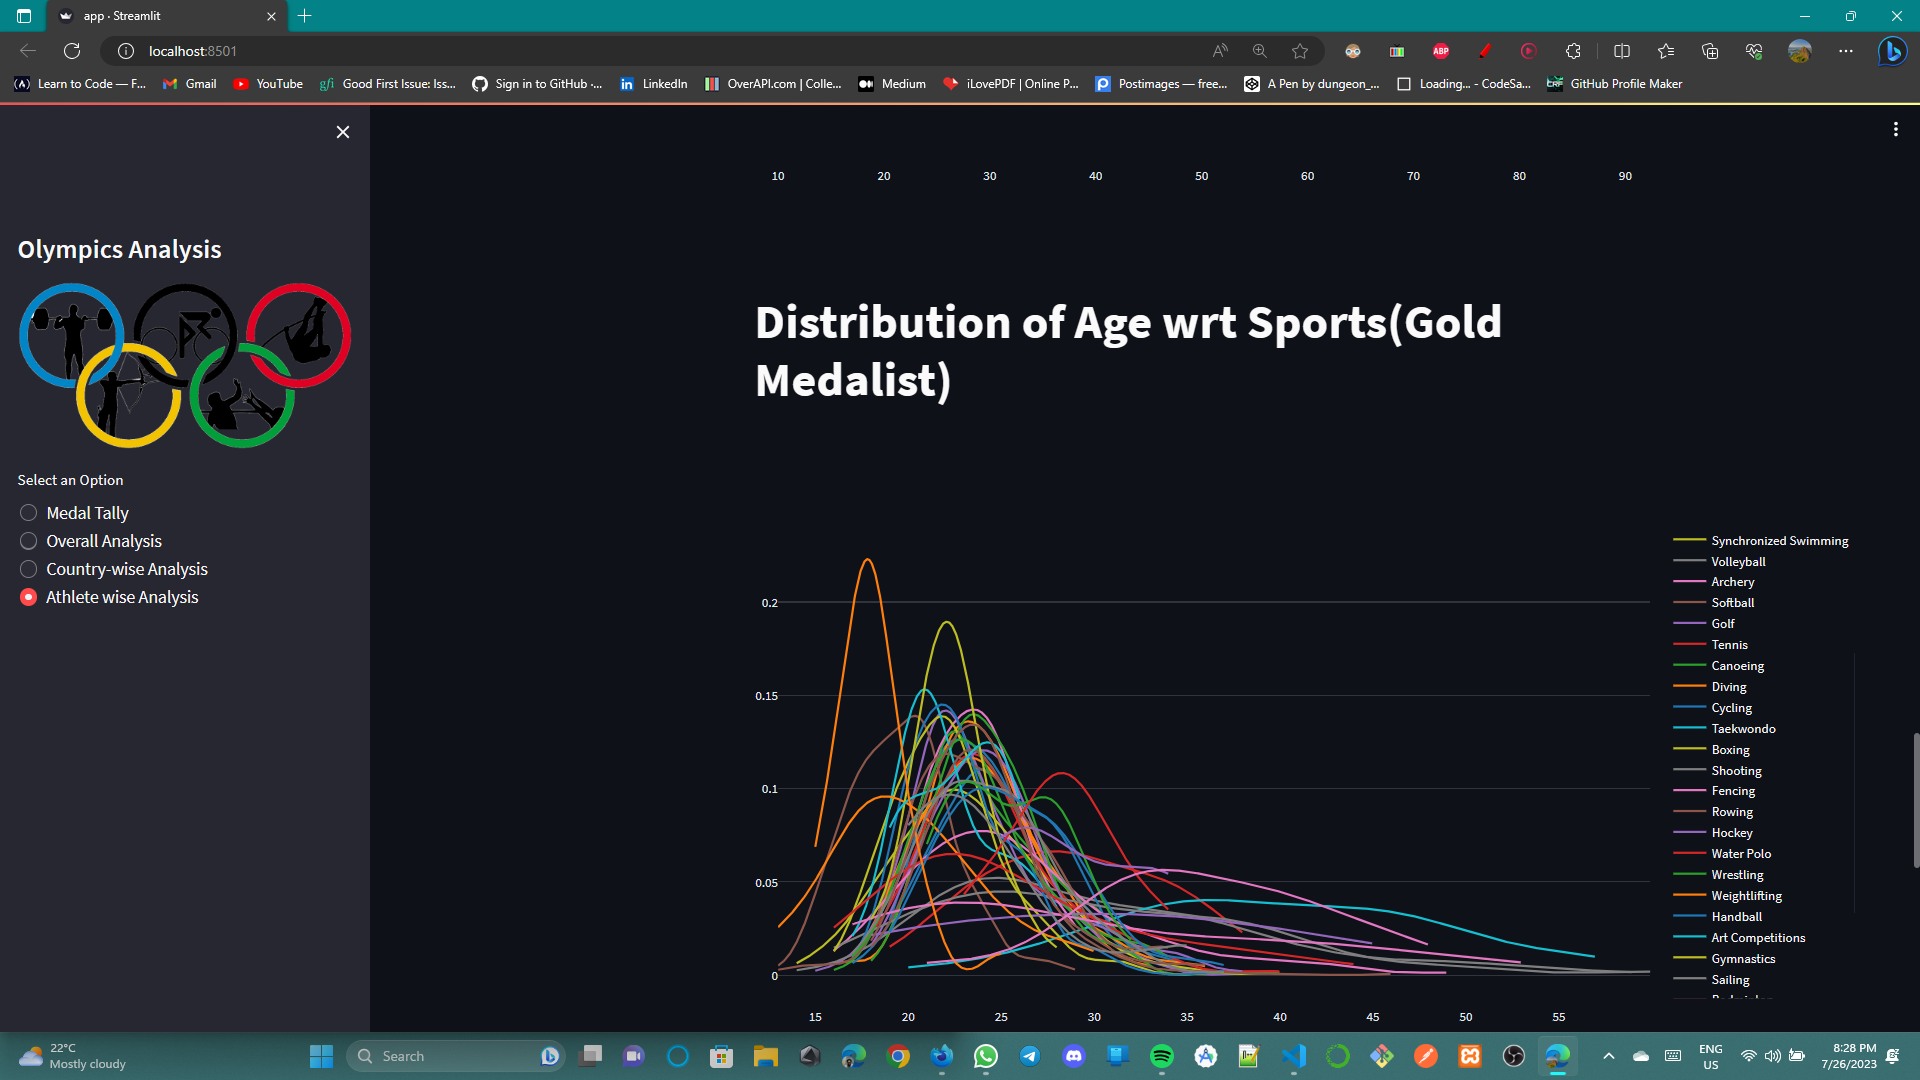 app · Streamlit
localhost:8501
Learn to Code — F...
Gmail
YouTube
gfi Good First Issue: Iss...
Sign in to GitHub ·...
LinkedIn
OverAPI.com | Colle...
Medium
iLovePDF | Online P...
Postimages — free...
A Pen by dungeon_...
Loading... - CodeSa...
GitHub Profile Maker
ABP
Olympics Analysis
Select an Option
Medal Tally
Overall Analysis
Country-wise Analysis
Athlete wise Analysis
10 20 30 40 50 60 70 80 90
Distribution of Age wrt Sports(Gold
Medalist)
0.2
0.15
0.1
0.05
0
15 20 25 30 35 40 45 50 55
Synchronized Swimming
Volleyball
Archery
Softball
Golf
Tennis
Canoeing
Diving
Cycling
Taekwondo
Boxing
Shooting
Fencing
Rowing
Hockey
Water Polo
Wrestling
Weightlifting
Handball
Art Competitions
Gymnastics
Sailing
22°C
Mostly cloudy
Search
ENG
US
8:28 PM
7/26/2023